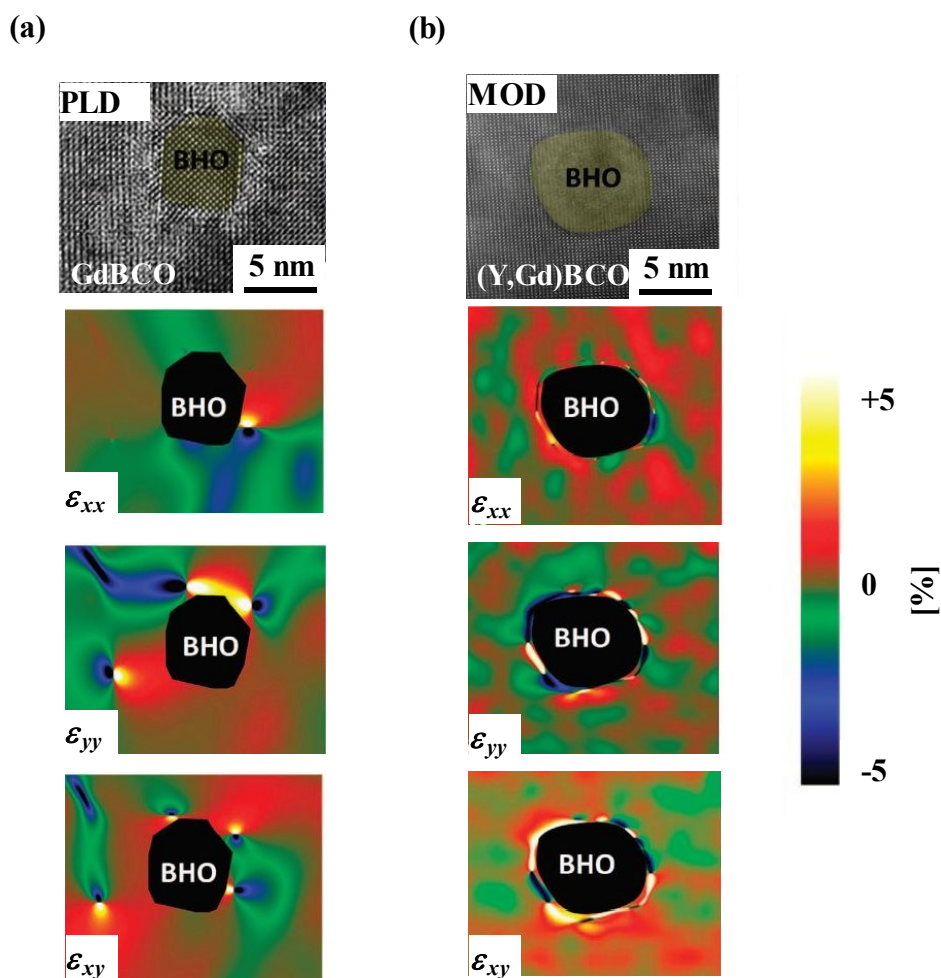 (a)
(b)
PLD
BHO
GdBCO
5 nm
MOD
BHO
(Y,Gd)BCO
5 nm
BHO
εxx
BHO
εxx
BHO
εyy
BHO
εyy
BHO
εxy
BHO
εxy
+5
0
-5
[%]